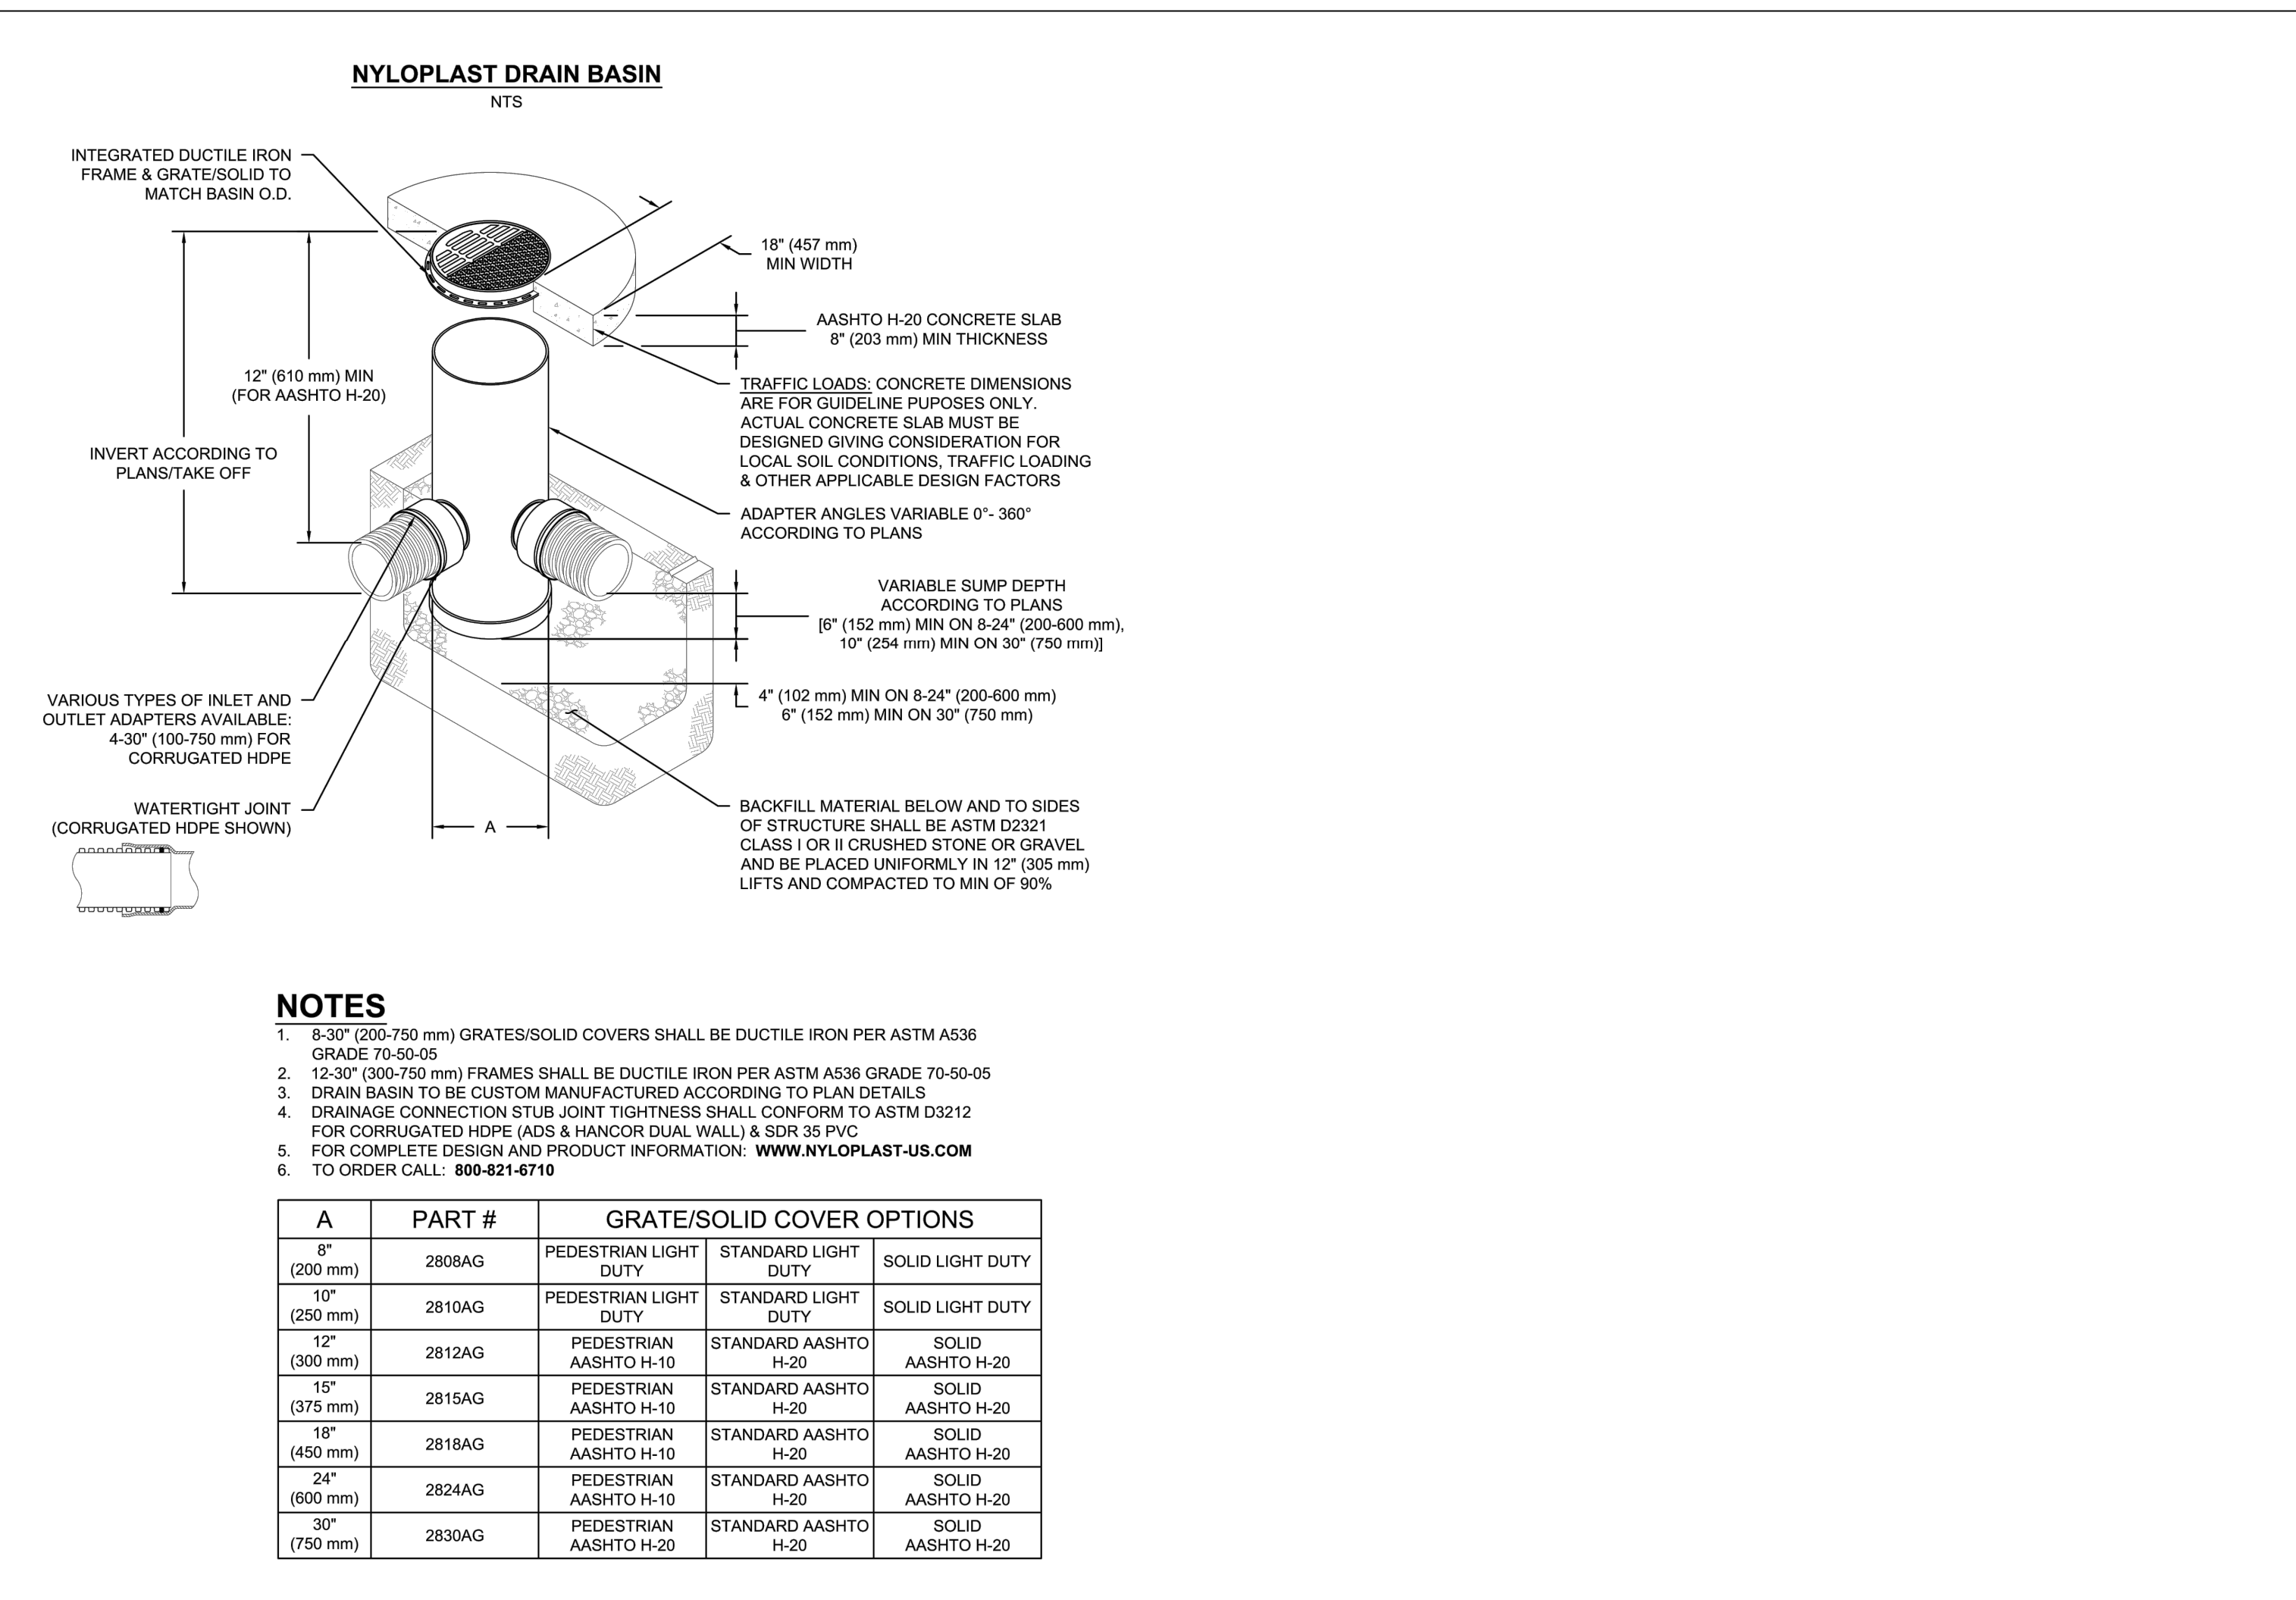 NYLOPLAST DRAIN BASIN
NTS
INTEGRATED DUCTILE IRON
FRAME & GRATE/SOLID TO
MATCH BASIN O.D.
18" (457 mm)
MIN WIDTH
AASHTO H-20 CONCRETE SLAB
8" (203 mm) MIN THICKNESS
12" (610 mm) MIN
(FOR AASHTO H-20)
TRAFFIC LOADS: CONCRETE DIMENSIONS
ARE FOR GUIDELINE PUPOSES ONLY.
ACTUAL CONCRETE SLAB MUST BE
DESIGNED GIVING CONSIDERATION FOR
LOCAL SOIL CONDITIONS, TRAFFIC LOADING
& OTHER APPLICABLE DESIGN FACTORS
INVERT ACCORDING TO
PLANS/TAKE OFF
ADAPTER ANGLES VARIABLE 0°- 360°
ACCORDING TO PLANS
VARIABLE SUMP DEPTH
ACCORDING TO PLANS
[6" (152 mm) MIN ON 8-24" (200-600 mm),
10" (254 mm) MIN ON 30" (750 mm)]
4" (102 mm) MIN ON 8-24" (200-600 mm)
6" (152 mm) MIN ON 30" (750 mm)
VARIOUS TYPES OF INLET AND
OUTLET ADAPTERS AVAILABLE:
4-30" (100-750 mm) FOR
CORRUGATED HDPE
WATERTIGHT JOINT
(CORRUGATED HDPE SHOWN)
A
BACKFILL MATERIAL BELOW AND TO SIDES
OF STRUCTURE SHALL BE ASTM D2321
CLASS I OR II CRUSHED STONE OR GRAVEL
AND BE PLACED UNIFORMLY IN 12" (305 mm)
LIFTS AND COMPACTED TO MIN OF 90%
NOTES
1. 8-30" (200-750 mm) GRATES/SOLID COVERS SHALL BE DUCTILE IRON PER ASTM A536
GRADE 70-50-05
2. 12-30" (300-750 mm) FRAMES SHALL BE DUCTILE IRON PER ASTM A536 GRADE 70-50-05
3. DRAIN BASIN TO BE CUSTOM MANUFACTURED ACCORDING TO PLAN DETAILS
4. DRAINAGE CONNECTION STUB JOINT TIGHTNESS SHALL CONFORM TO ASTM D3212
FOR CORRUGATED HDPE (ADS & HANCOR DUAL WALL) & SDR 35 PVC
5. FOR COMPLETE DESIGN AND PRODUCT INFORMATION: WWW.NYLOPLAST-US.COM
6. TO ORDER CALL: 800-821-6710
A PART # GRATE/SOLID COVER OPTIONS
8" PEDESTRIAN LIGHT STANDARD LIGHT
(200 mm) 2808AG DUTY DUTY SOLID LIGHT DUTY
10" PEDESTRIAN LIGHT STANDARD LIGHT
(250 mm) 2810AG DUTY DUTY SOLID LIGHT DUTY
12" PEDESTRIAN STANDARD AASHTO SOLID
(300 mm) 2812AG AASHTO H-10 H-20 AASHTO H-20
15" PEDESTRIAN STANDARD AASHTO SOLID
(375 mm) 2815AG AASHTO H-10 H-20 AASHTO H-20
18" PEDESTRIAN STANDARD AASHTO SOLID
(450 mm) 2818AG AASHTO H-10 H-20 AASHTO H-20
24" PEDESTRIAN STANDARD AASHTO SOLID
(600 mm) 2824AG AASHTO H-10 H-20 AASHTO H-20
30" PEDESTRIAN STANDARD AASHTO SOLID
(750 mm) 2830AG AASHTO H-20 H-20 AASHTO H-20